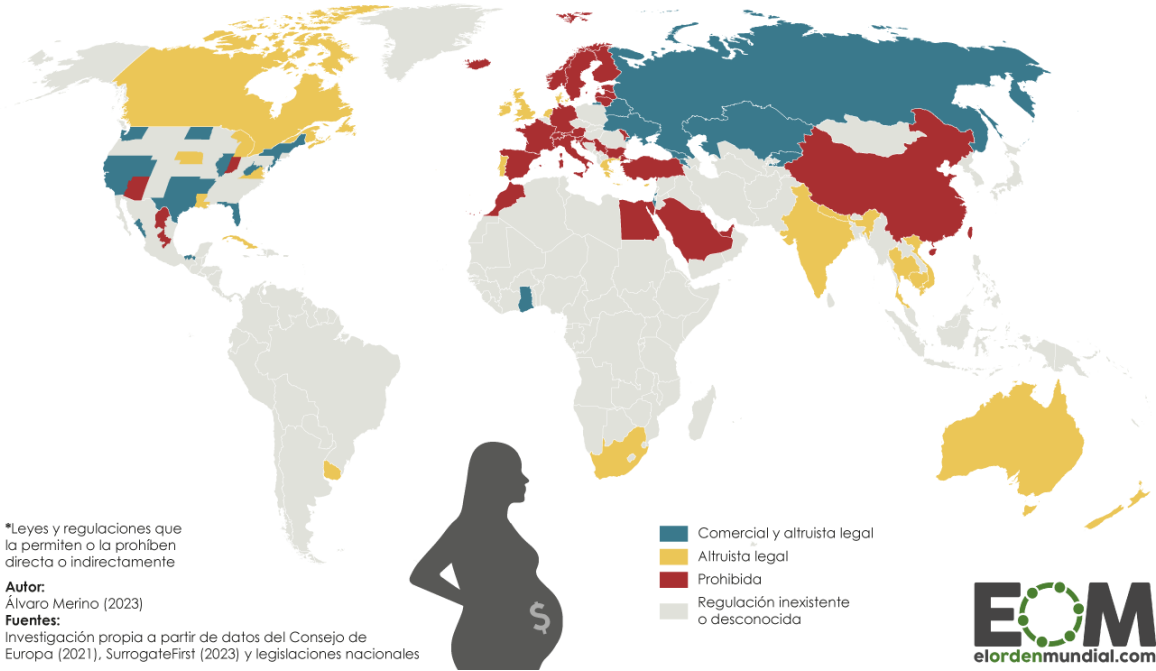 *Leyes y regulaciones que
la permiten o la prohíben
directa o indirectamente
Autor:
Álvaro Merino (2023)
Fuentes:
Investigación propia a partir de datos del Consejo de
Europa (2021), SurrogateFirst (2023) y legislaciones nacionales
$
Comercial y altruista legal
Altruista legal
Prohibida
Regulación inexistente
o desconocida
EOM
elordenmundial.com